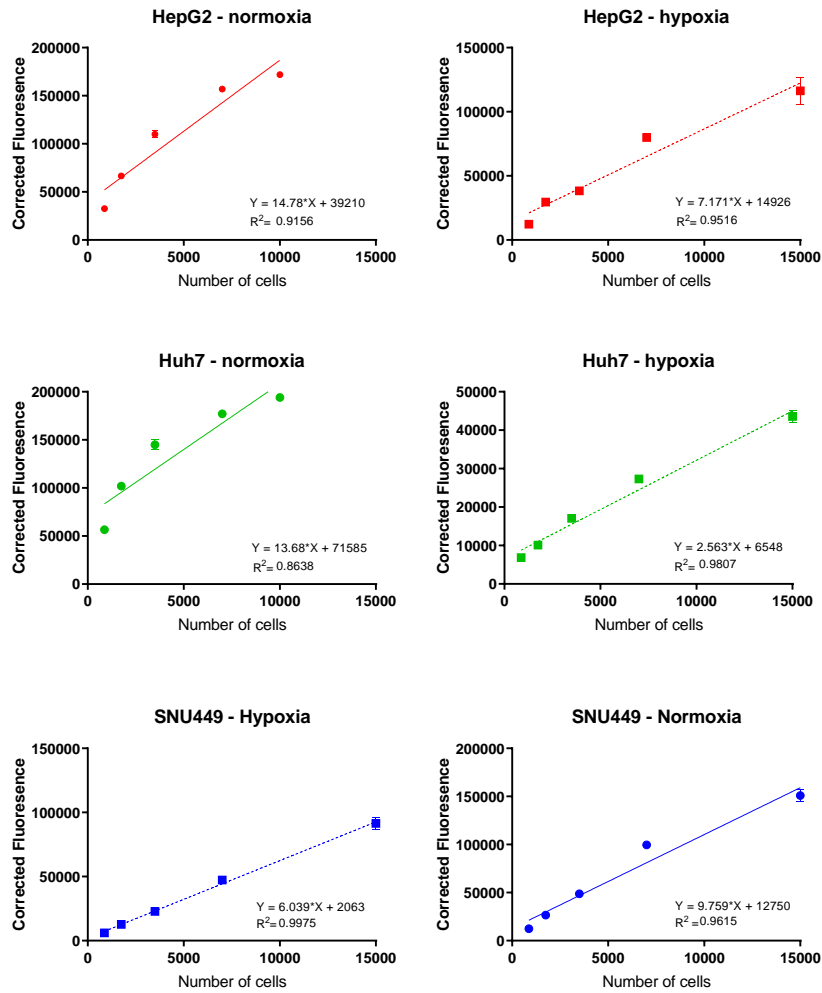 HepG2 - normoxia
200000
150000
100000
50000
0
0 5000 10000 15000
Corrected Fluoresence
Number of cells
Y = 14.78*X + 39210
R²= 0.9156
HepG2 - hypoxia
150000
100000
50000
0
0 5000 10000 15000
Corrected Fluoresence
Number of cells
Y = 7.171*X + 14926
R²= 0.9516
Huh7 - normoxia
200000
150000
100000
50000
0
0 5000 10000 15000
Corrected Fluoresence
Number of cells
Y = 13.68*X + 71585
R²= 0.8638
Huh7 - hypoxia
50000
40000
30000
20000
10000
0
0 5000 10000 15000
Corrected Fluoresence
Number of cells
Y = 2.563*X + 6548
R²= 0.9807
SNU449 - Hypoxia
150000
100000
50000
0
0 5000 10000 15000
Corrected Fluoresence
Number of cells
Y = 6.039*X + 2063
R²=0.9975
SNU449 - Normoxia
200000
150000
100000
50000
0
0 5000 10000 15000
Corrected Fluoresence
Number of cells
Y = 9.759*X + 12750
R²= 0.9615